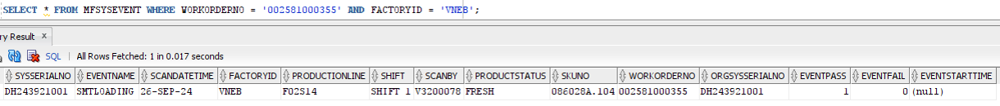 SELECT * FROM MFSYSEVENT WHERE WORKORDERNO = '002581000355' AND FACTORYID = 'VNEB';
ry Result x
SQL | All Rows Fetched: 1 in 0.017 seconds
SYSSERIALNO EVENTNAME SCANDATETIME FACTORYID PRODUCTIONLINE SHIFT SCANBY PRODUCTSTATUS SKUNO WORKORDERNO ORGSYSSERIALNO EVENTPASS EVENTFAIL EVENTSTARTTIME
DH243921001 SMTLOADING 26-SEP-24 VNEB F02S14 SHIFT 1 V3200078 FRESH 086028A.104 002581000355 DH243921001 1 0 (null)